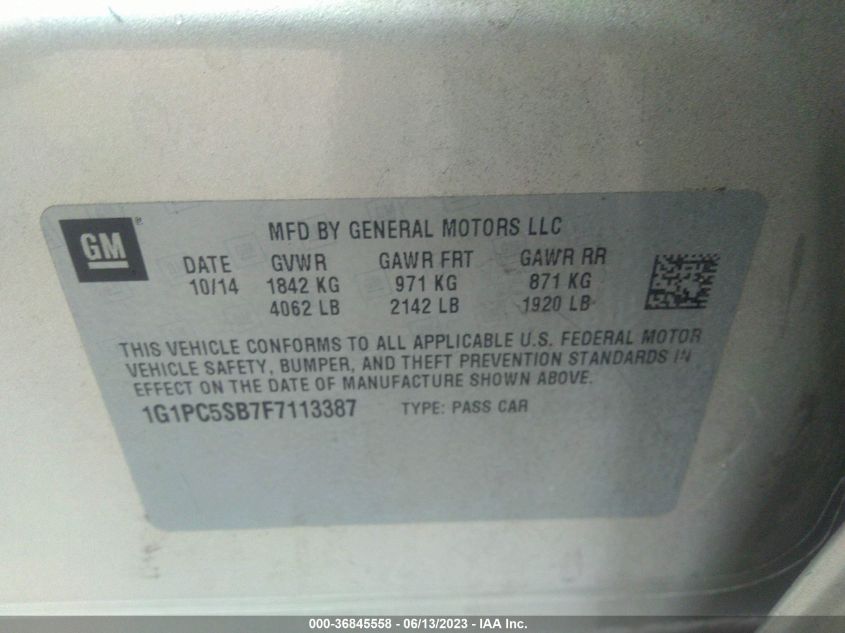 GM®
MFD BY GENERAL MOTORS LLC
DATE GVWR GAWR FRT GAWR RR
10/14 1842 KG 971 KG 871 KG
4062 LB 2142 LB 1920 LB
THIS VEHICLE CONFORMS TO ALL APPLICABLE U.S. FEDERAL MOTOR
VEHICLE SAFETY, BUMPER, AND THEFT PREVENTION STANDARDS IN
EFFECT ON THE DATE OF MANUFACTURE SHOWN ABOVE.
1G1PC5SB7F7113387 TYPE: PASS CAR
000-36845558 - 06/13/2023 - IAA Inc.